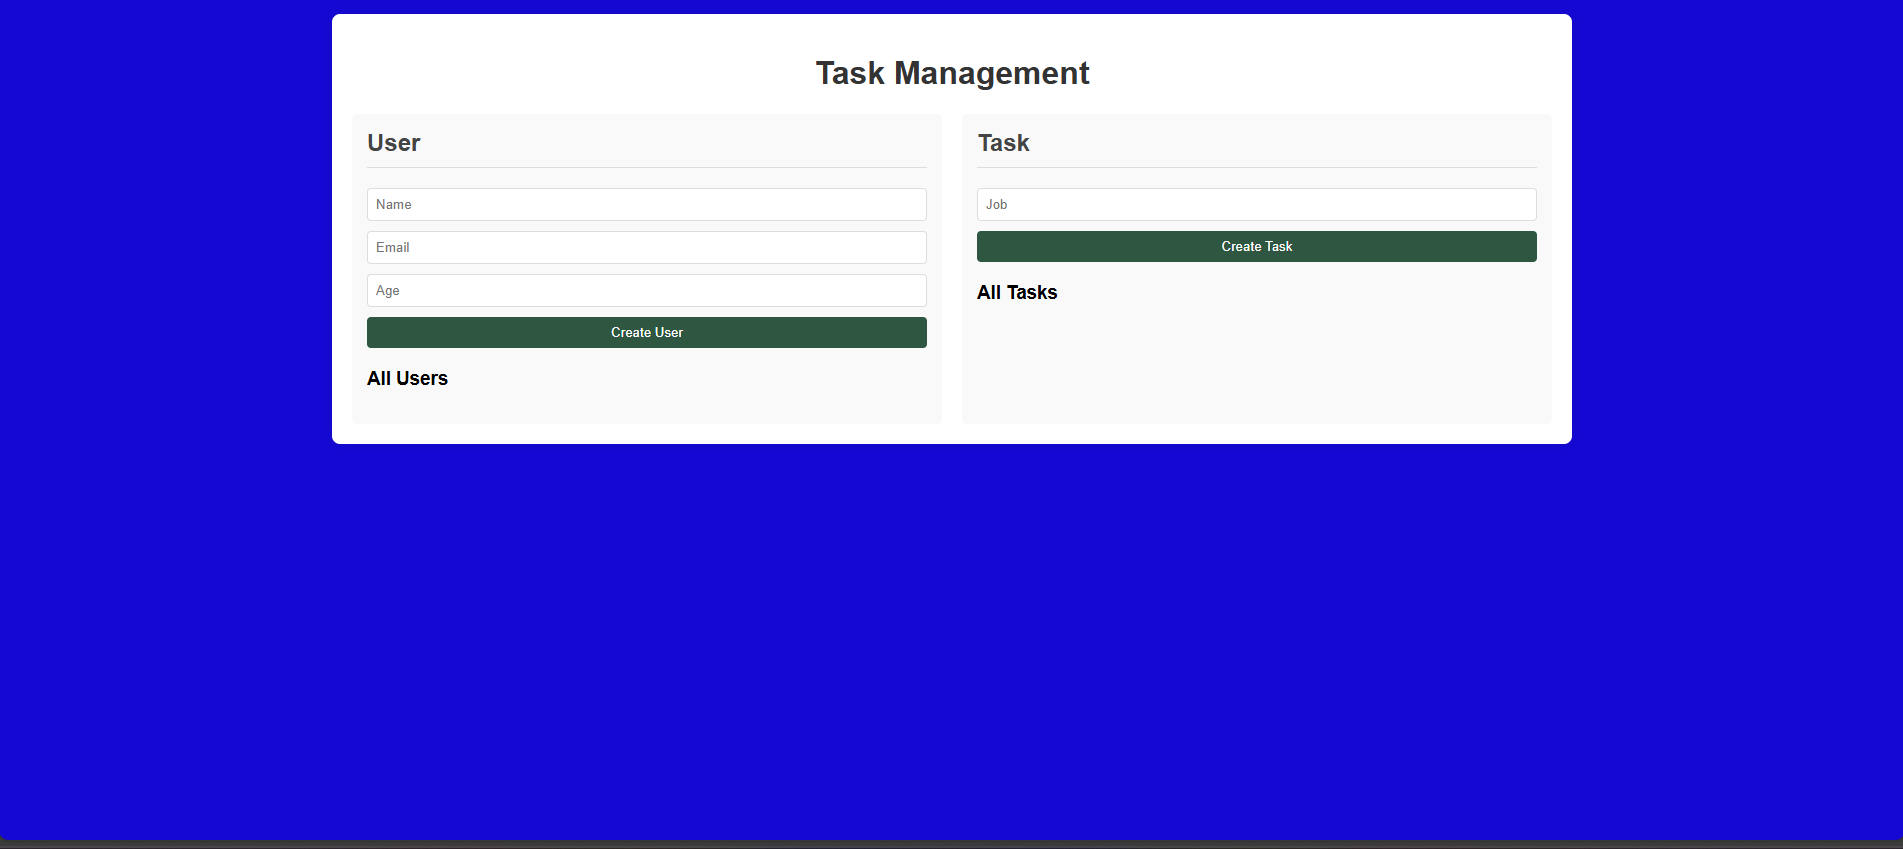 Task Management
User
Name
Email
Age
Create User
All Users
Task
Job
Create Task
All Tasks